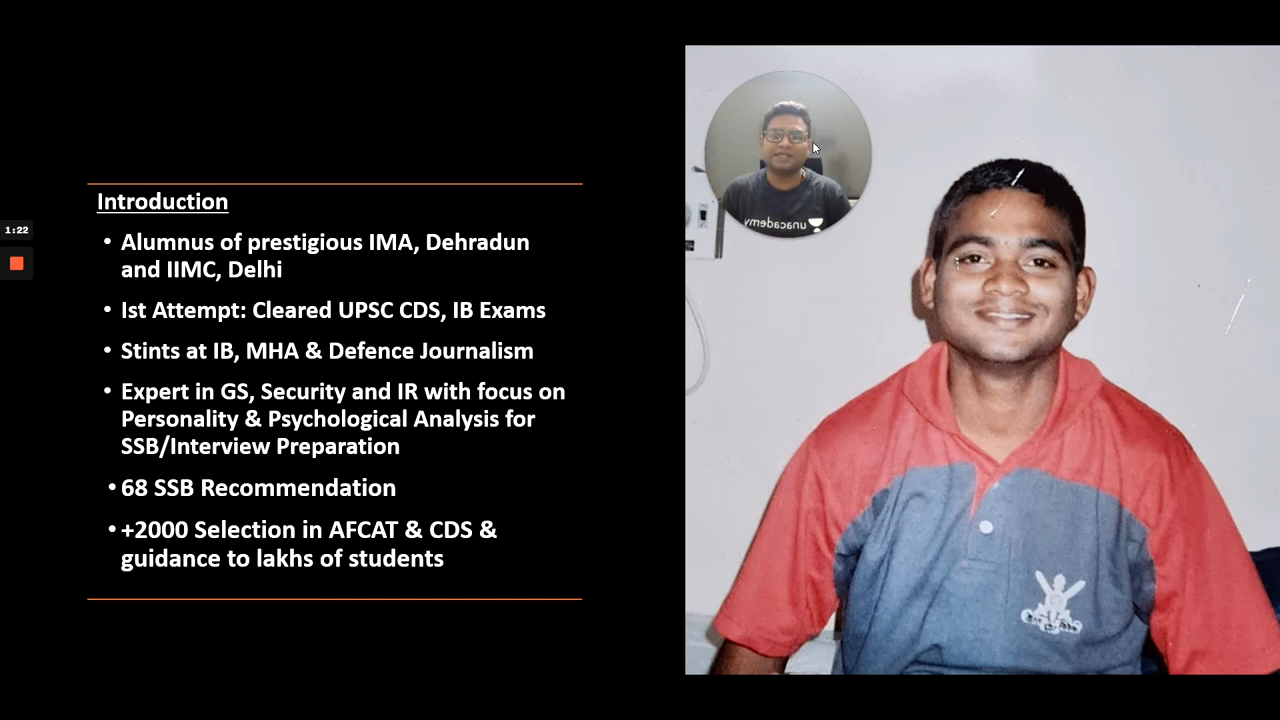 Introduction
• Alumnus of prestigious IMA, Dehradun
and IIMC, Delhi
• Ist Attempt: Cleared UPSC CDS, IB Exams
• Stints at IB, MHA & Defence Journalism
• Expert in GS, Security and IR with focus on
Personality & Psychological Analysis for
SSB/Interview Preparation
• 68 SSB Recommendation
• +2000 Selection in AFCAT & CDS &
guidance to lakhs of students
1:22
unacademy